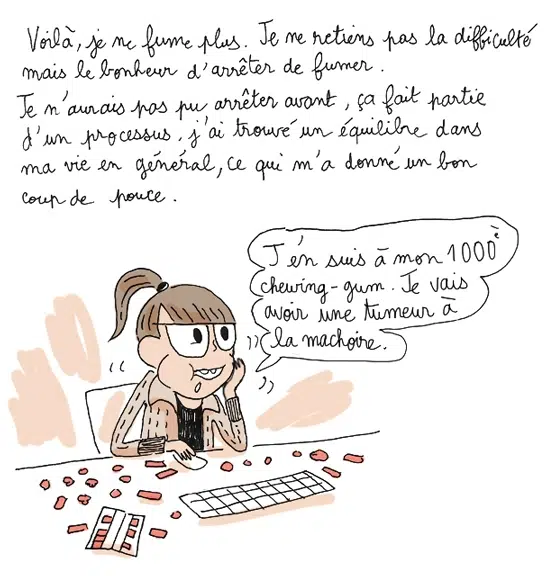 Voilà, je ne fume plus. Je ne retiens pas la difficulté
mais le bonheur d'arrêter de fumer.
Je n'aurais pas pu arrêter avant, ça fait partie
d'un processus, j'ai trouvé un équilibre dans
ma vie en général, ce qui m'a donné un bon
coup de pouce.
J'en suis à mon 1000è
chewing-gum. Je vais
avoir une tumeur à
la machoire.